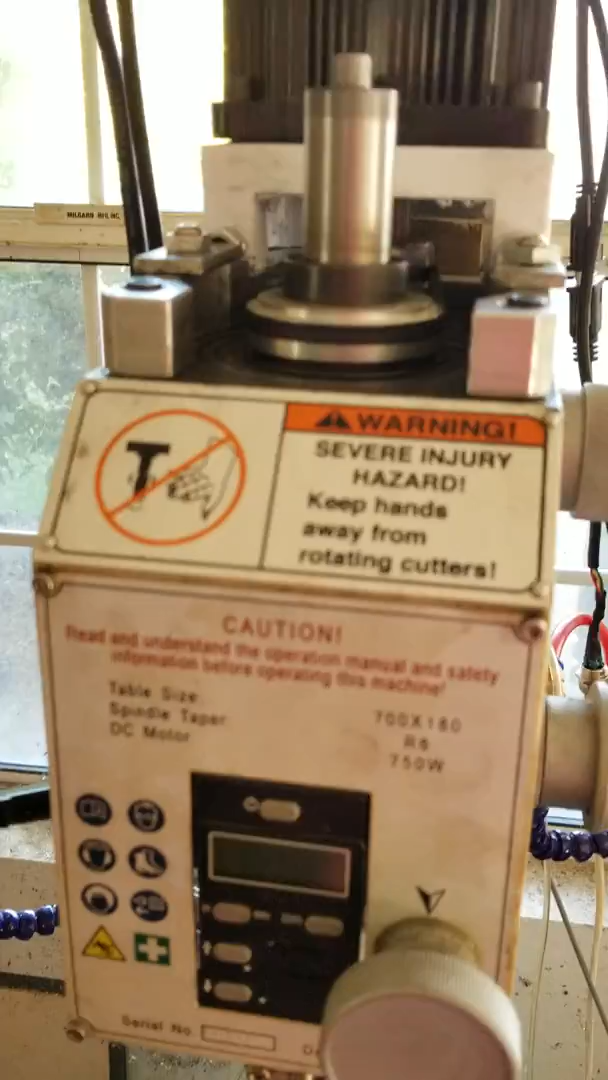 WARNING!
SEVERE INJURY
HAZARD!
Keep hands
away from
rotating cutters!
CAUTION!
Read and understand the operation manual and safety
information before operating this machine!
Table Size: 700X180
Spindle Taper: R8
DC Motor 750W
Serial No